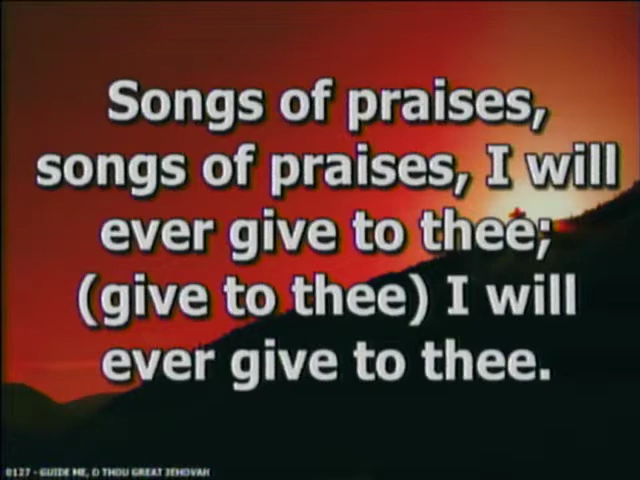 Songs of praises,
songs of praises, I will
ever give to thee;
(give to thee) I will
ever give to thee.
0127 - GUIDE ME, O THOU GREAT JEHOVAH